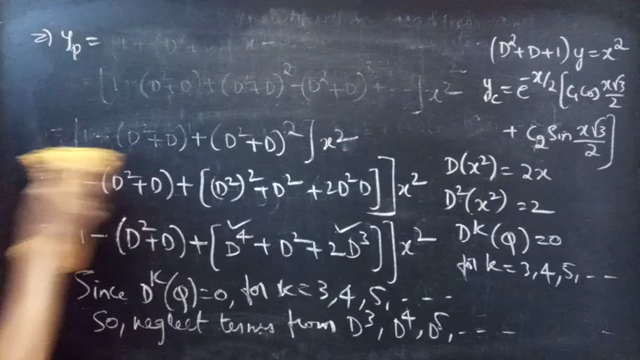 ⇒ y_p =
= [1 − (D²+D) + (D²+D)² − (D²+D)³ + ⋯] x²
= [1 − (D²+D) + (D²+D)²] x²
− (D²+D) + [(D²)² + D² + 2D²D]] x²
1 − (D²+D) + [D⁴ + D² + 2D³]] x²
Since D^K(Q)=0, for k=3,4,5,‑‑‑‑
So, neglect terms from D³, D⁴, D⁵, ‑‑‑‑
(D²+D+1)y = x²
y_c = e^{−x/2} [C₁ cos x√3/2
+ C₂ Sin x√3/2]
D(x²) = 2x
D²(x²) = 2
D^K(Q) = 0
for k=3,4,5,‑‑‑